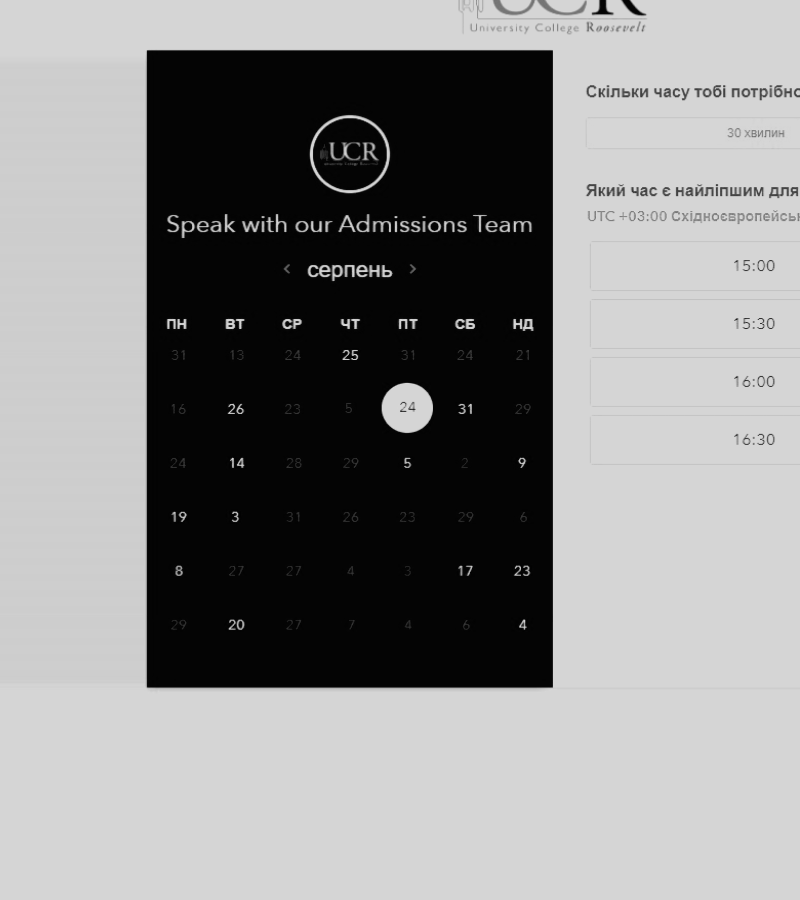 UCR
University College Roosevelt
UCR
Speak with our Admissions Team
серпень
ПН ВТ СР ЧТ ПТ СБ НД
31 13 24 25 31 24 21
16 26 23 5 24 31 29
24 14 28 29 5 2 9
19 3 31 26 23 29 6
8 27 27 4 3 17 23
29 20 27 7 4 6 4
Скільки часу тобі потрібно
30 хвилин
Який час є найліпшим для
UTC +03:00 Східноєвропейськ
15:00
15:30
16:00
16:30